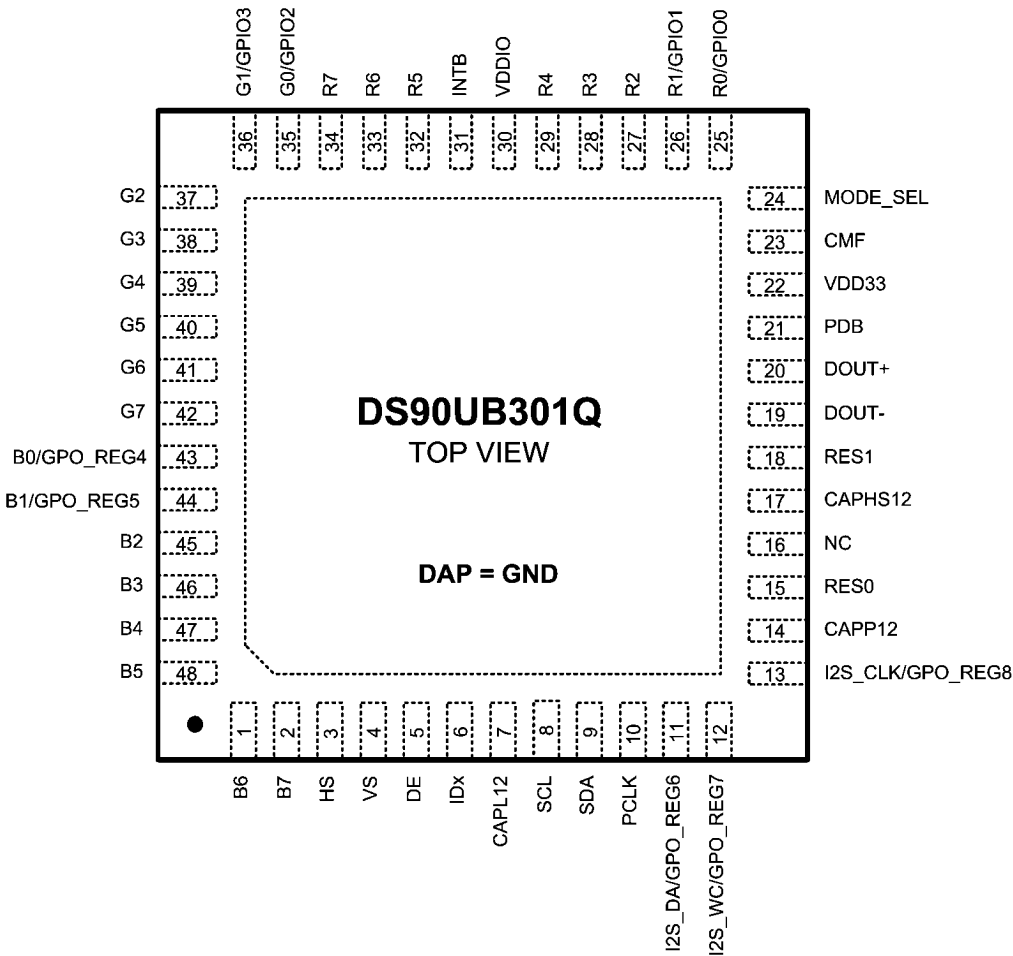 G1/GPIO3
G0/GPIO2
R7
R6
R5
INTB
VDDIO
R4
R3
R2
R1/GPIO1
R0/GPIO0
36
35
34
33
32
31
30
29
28
27
26
25
G2
37
G3
38
G4
39
G5
40
G6
41
G7
42
B0/GPO_REG4
43
B1/GPO_REG5
44
B2
45
B3
46
B4
47
B5
48
DS90UB301Q
TOP VIEW
DAP = GND
24
MODE_SEL
23
CMF
22
VDD33
21
PDB
20
DOUT+
19
DOUT-
18
RES1
17
CAPHS12
16
NC
15
RES0
14
CAPP12
13
I2S_CLK/GPO_REG8
1
2
3
4
5
6
7
8
9
10
11
12
B6
B7
HS
VS
DE
IDx
CAPL12
SCL
SDA
PCLK
I2S_DA/GPO_REG6
I2S_WC/GPO_REG7